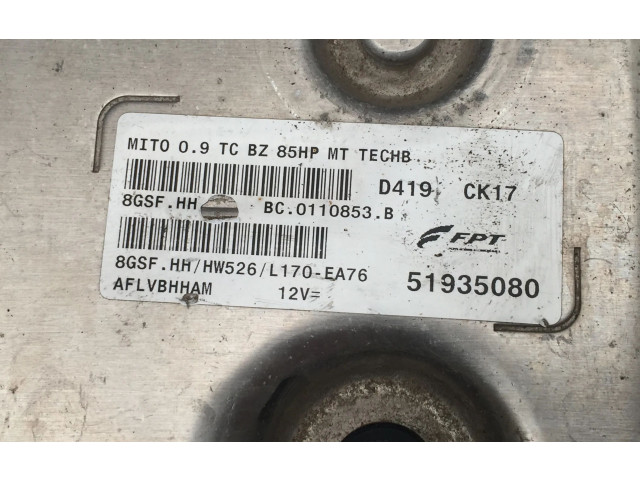 MITO 0.9 TC BZ 85HP MT TECHB
D419 CK17
8GSF.HH BC.0110853.B
FPT
8GSF.HH/HW526/L170-EA76
51935080
AFLVBHHAM 12V=